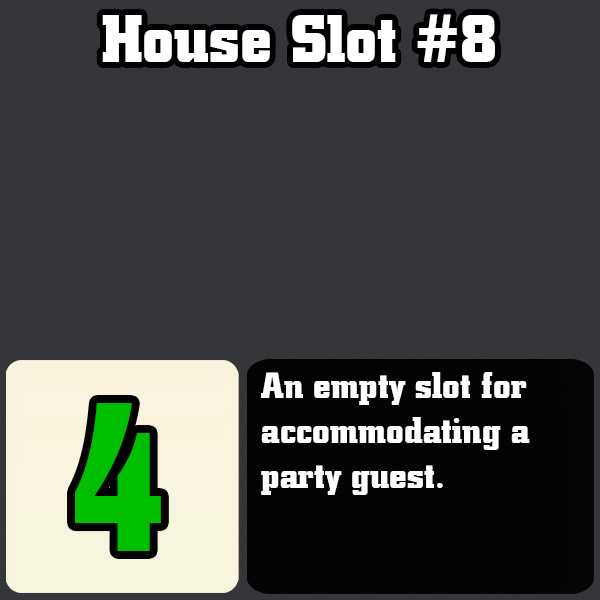 House Slot #8
4
An empty slot for
accommodating a
party guest.